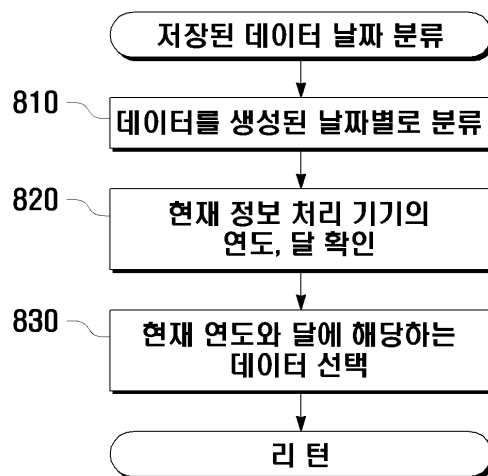 저장된 데이터 날짜 분류
810
데이터를 생성된 날짜별로 분류
820
현재 정보 처리 기기의
연도, 달 확인
830
현재 연도와 달에 해당하는
데이터 선택
리 턴